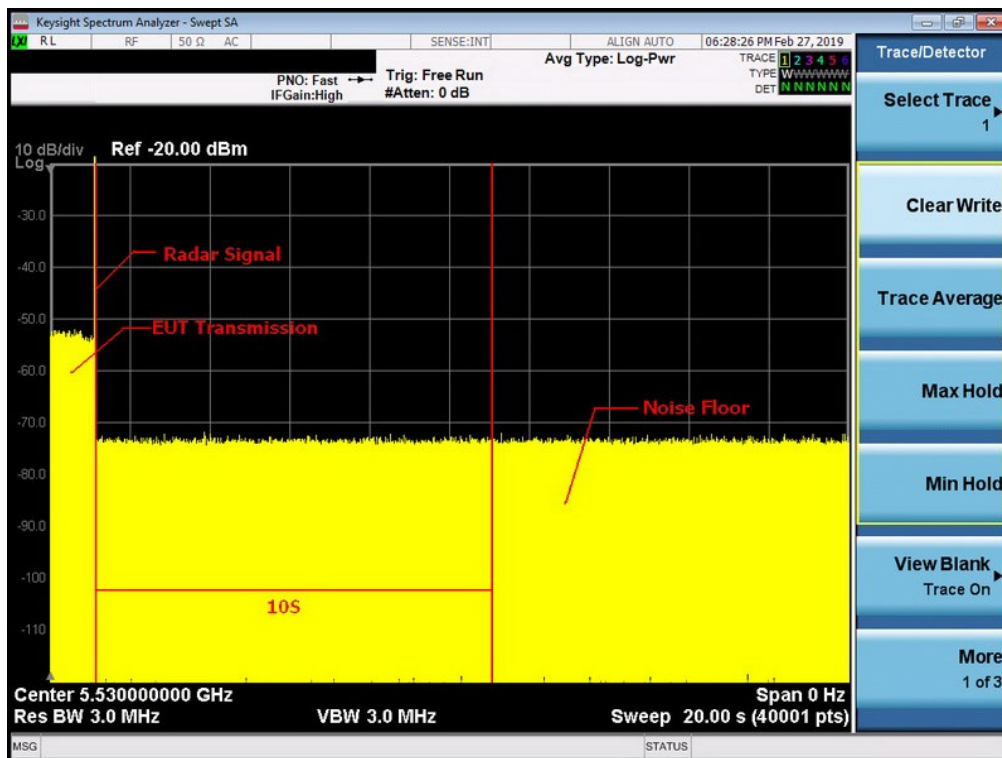 Keysight Spectrum Analyzer - Swept SA
LXI RL RF 50 Ω AC SENSE:INT ALIGN AUTO 06:28:26 PM Feb 27, 2019
Avg Type: Log-Pwr TRACE 1 2 3 4 5 6
PNO: Fast Trig: Free Run TYPE WWWWWW
IFGain:High #Atten: 0 dB DET N N N N N N
10 dB/div Ref -20.00 dBm
Log
-30.0
-40.0
-50.0
-60.0
-70.0
-80.0
-90.0
-100
-110
Radar Signal
EUT Transmission
Noise Floor
10S
Center 5.530000000 GHz Span 0 Hz
Res BW 3.0 MHz VBW 3.0 MHz Sweep 20.00 s (40001 pts)
MSG STATUS
Trace/Detector
Select Trace
1
Clear Write
Trace Average
Max Hold
Min Hold
View Blank
Trace On
More
1 of 3